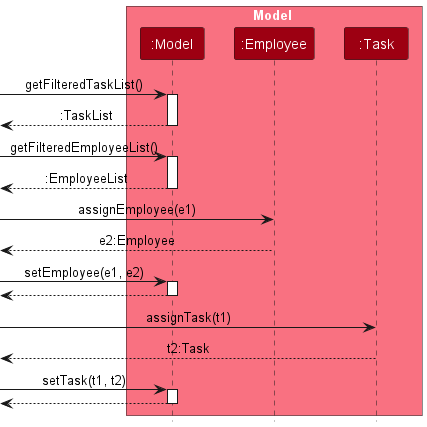 Model
:Model
:Employee
:Task
getFilteredTaskList()
:TaskList
getFilteredEmployeeList()
:EmployeeList
assignEmployee(e1)
e2:Employee
setEmployee(e1, e2)
assignTask(t1)
t2:Task
setTask(t1, t2)